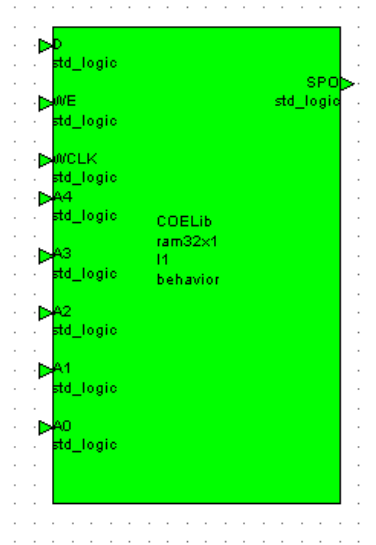 D
std_logic
WE
std_logic
WCLK
std_logic
A4
std_logic
A3
std_logic
A2
std_logic
A1
std_logic
A0
std_logic
COELib
ram32x1
I1
behavior
SPO
std_logic